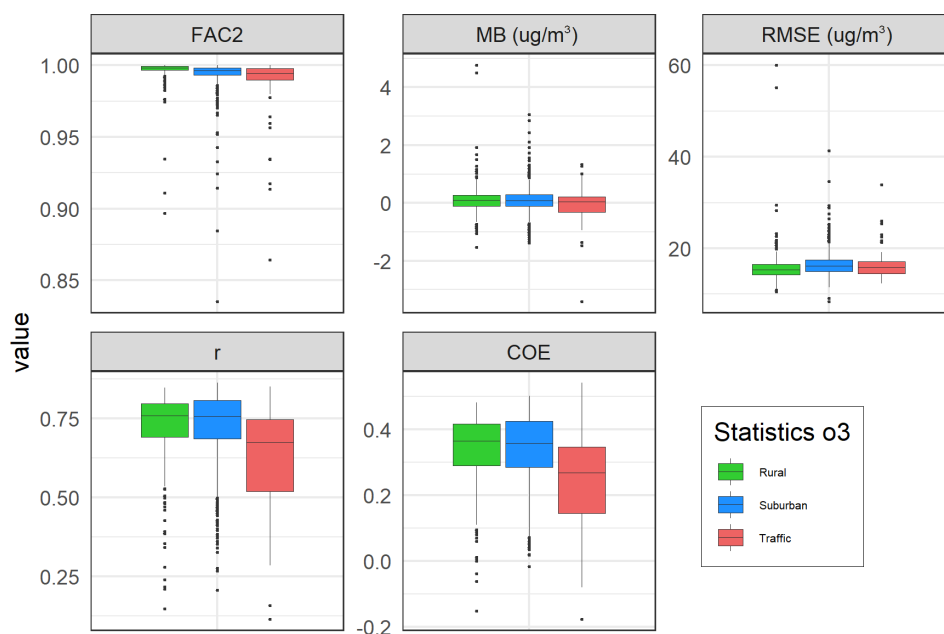 FAC2
MB (ug/m³)
RMSE (ug/m³)
1.00
0.95
0.90
0.85
4
2
0
-2
60
40
20
value
r
COE
0.75
0.50
0.25
0.4
0.2
0.0
-0.2
Statistics o3
Rural
Suburban
Traffic